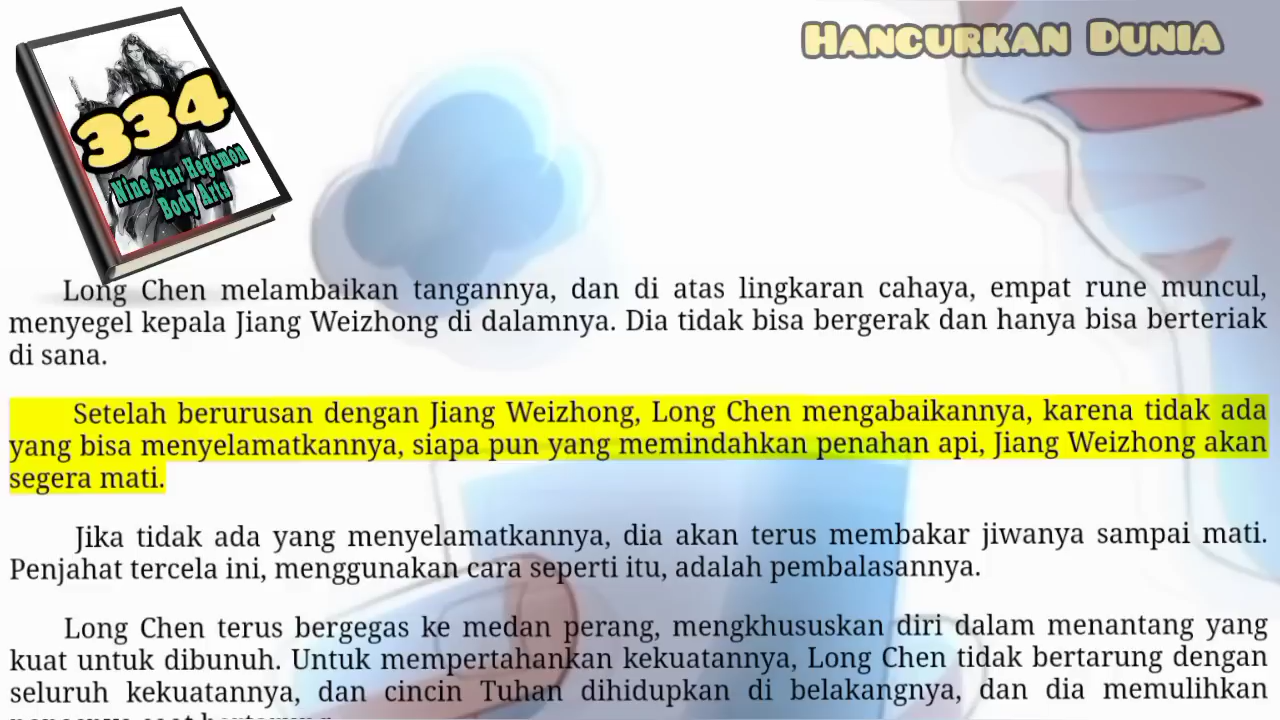 HANCURKAN DUNIA
334
Nine Star Hegemon
Body Arts
Long Chen melambaikan tangannya, dan di atas lingkaran cahaya, empat rune muncul,
menyegel kepala Jiang Weizhong di dalamnya. Dia tidak bisa bergerak dan hanya bisa berteriak
di sana.
Setelah berurusan dengan Jiang Weizhong, Long Chen mengabaikannya, karena tidak ada
yang bisa menyelamatkannya, siapa pun yang memindahkan penahan api, Jiang Weizhong akan
segera mati.
Jika tidak ada yang menyelamatkannya, dia akan terus membakar jiwanya sampai mati.
Penjahat tercela ini, menggunakan cara seperti itu, adalah pembalasannya.
Long Chen terus bergegas ke medan perang, mengkhususkan diri dalam menantang yang
kuat untuk dibunuh. Untuk mempertahankan kekuatannya, Long Chen tidak bertarung dengan
seluruh kekuatannya, dan cincin Tuhan dihidupkan di belakangnya, dan dia memulihkan